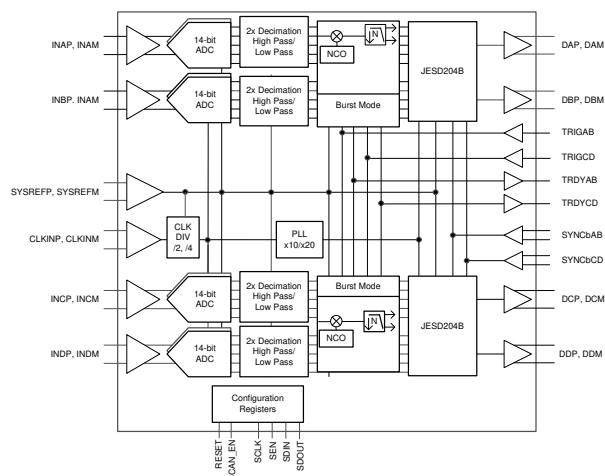 INAP, INAM
14-bit
ADC
2x Decimation
High Pass/
Low Pass
NCO
N
JESD204B
DAP, DAM
INBP. INAM
14-bit
ADC
2x Decimation
High Pass/
Low Pass
Burst Mode
DBP, DBM
TRIGAB
TRIGCD
SYSREFP, SYSREFM
TRDYAB
TRDYCD
CLKINP, CLKINM
CLK
DIV
/2, /4
PLL
x10/x20
SYNCbAB
SYNCbCD
INCP, INCM
14-bit
ADC
2x Decimation
High Pass/
Low Pass
Burst Mode
JESD204B
DCP, DCM
NCO
N
INDP, INDM
14-bit
ADC
2x Decimation
High Pass/
Low Pass
DDP, DDM
Configuration
Registers
RESET
CAN_EN
SCLK
SEN
SDIN
SDOUT